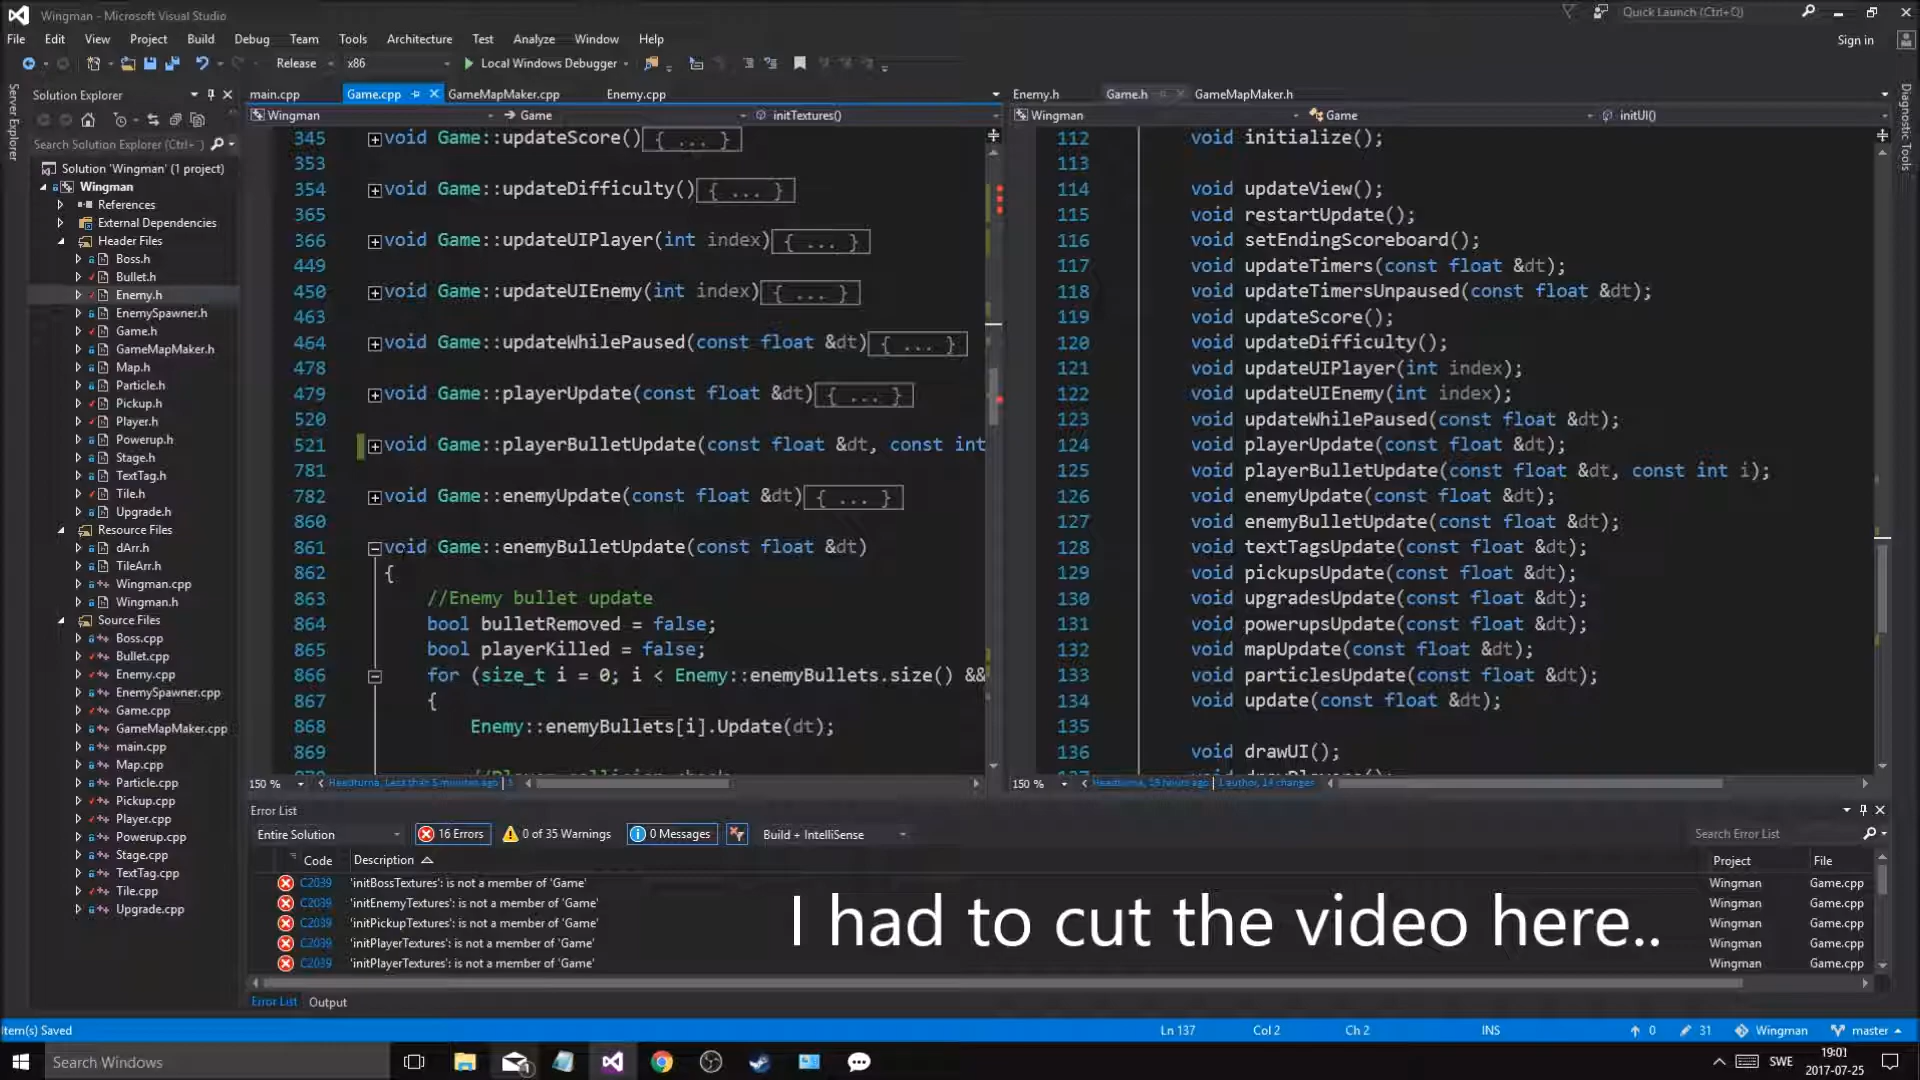 Wingman - Microsoft Visual Studio
Quick Launch (Ctrl+Q)
File Edit View Project Build Debug Team Tools Architecture Test Analyze Window Help
Sign in
Release x86 Local Windows Debugger
Server Explorer
Solution Explorer
Search Solution Explorer (Ctrl+
Solution 'Wingman' (1 project)
Wingman
References
External Dependencies
Header Files
Boss.h
Bullet.h
Enemy.h
EnemySpawner.h
Game.h
GameMapMaker.h
Map.h
Particle.h
Pickup.h
Player.h
Powerup.h
Stage.h
TextTag.h
Tile.h
Upgrade.h
Resource Files
dArr.h
TileArr.h
Wingman.cpp
Wingman.h
Source Files
Boss.cpp
Bullet.cpp
Enemy.cpp
EnemySpawner.cpp
Game.cpp
GameMapMaker.cpp
main.cpp
Map.cpp
Particle.cpp
Pickup.cpp
Player.cpp
Powerup.cpp
Stage.cpp
TextTag.cpp
Tile.cpp
Upgrade.cpp
main.cpp Game.cpp GameMapMaker.cpp Enemy.cpp
Wingman Game initTextures()
345 void Game::updateScore() { ... }
353
354 void Game::updateDifficulty() { ... }
365
366 void Game::updateUIPlayer(int index) { ... }
449
450 void Game::updateUIEnemy(int index) { ... }
463
464 void Game::updateWhilePaused(const float &dt) { ... }
478
479 void Game::playerUpdate(const float &dt) { ... }
520
521 void Game::playerBulletUpdate(const float &dt, const int
781
782 void Game::enemyUpdate(const float &dt) { ... }
860
861 void Game::enemyBulletUpdate(const float &dt)
862 {
863 //Enemy bullet update
864 bool bulletRemoved = false;
865 bool playerKilled = false;
866 for (size_t i = 0; i < Enemy::enemyBullets.size() &&
867 {
868 Enemy::enemyBullets[i].Update(dt);
869
150 %
Enemy.h Game.h GameMapMaker.h
Wingman Game initUI()
112 void initialize();
113
114 void updateView();
115 void restartUpdate();
116 void setEndingScoreboard();
117 void updateTimers(const float &dt);
118 void updateTimersUnpaused(const float &dt);
119 void updateScore();
120 void updateDifficulty();
121 void updateUIPlayer(int index);
122 void updateUIEnemy(int index);
123 void updateWhilePaused(const float &dt);
124 void playerUpdate(const float &dt);
125 void playerBulletUpdate(const float &dt, const int i);
126 void enemyUpdate(const float &dt);
127 void enemyBulletUpdate(const float &dt);
128 void textTagsUpdate(const float &dt);
129 void pickupsUpdate(const float &dt);
130 void upgradesUpdate(const float &dt);
131 void powerupsUpdate(const float &dt);
132 void mapUpdate(const float &dt);
133 void particlesUpdate(const float &dt);
134 void update(const float &dt);
135
136 void drawUI();
150 %
Diagnostic Tools
Error List
Entire Solution 16 Errors 0 of 35 Warnings 0 Messages Build + IntelliSense Search Error List
Code Description Project File
C2039 'initBossTextures': is not a member of 'Game' Wingman Game.cpp
C2039 'initEnemyTextures': is not a member of 'Game' Wingman Game.cpp
C2039 'initPickupTextures': is not a member of 'Game' Wingman Game.cpp
C2039 'initPlayerTextures': is not a member of 'Game' Wingman Game.cpp
C2039 'initPlayerTextures': is not a member of 'Game' Wingman Game.cpp
I had to cut the video here..
Error List Output
Item(s) Saved Ln 137 Col 2 Ch 2 INS 0 31 Wingman master
Search Windows
SWE
19:01
2017-07-25